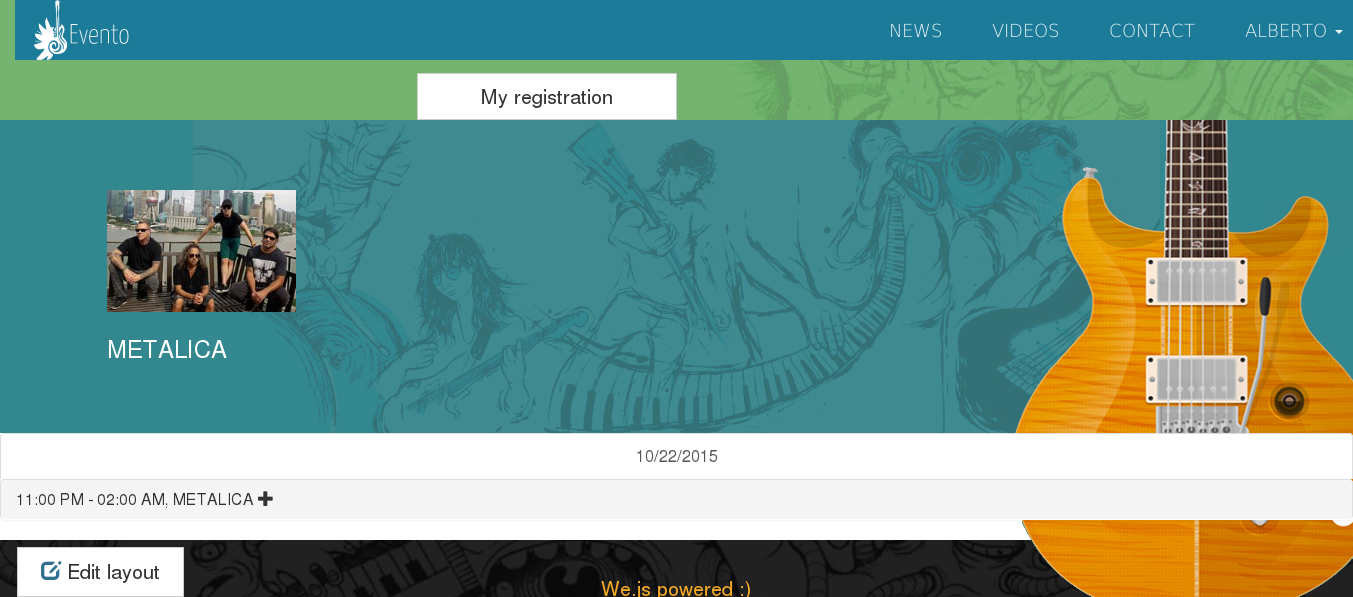 Evento
NEWS VIDEOS CONTACT ALBERTO
My registration
METALICA
10/22/2015
11:00 PM - 02:00 AM, METALICA
Edit layout
We.js powered :)